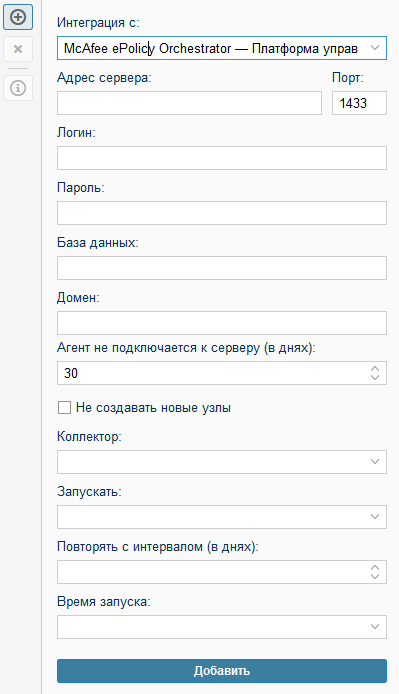 Интеграция с:
McAfee ePolicy Orchestrator — Платформа управ
Адрес сервера: Порт:
1433
Логин:
Пароль:
База данных:
Домен:
Агент не подключается к серверу (в днях):
30
Не создавать новые узлы
Коллектор:
Запускать:
Повторять с интервалом (в днях):
Время запуска:
Добавить